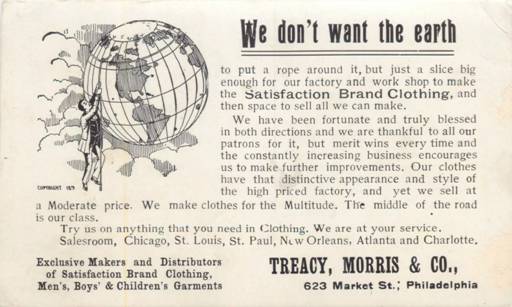 We don't want the earth
to put a rope around it, but just a slice big
enough for our factory and work shop to make
the Satisfaction Brand Clothing, and
then space to sell all we can make.
We have been fortunate and truly blessed
in both directions and we are thankful to all our
patrons for it, but merit wins every time and
the constantly increasing business encourages
us to make further improvements. Our clothes
have that distinctive appearance and style of
the high priced factory, and yet we sell at
a Moderate price. We make clothes for the Multitude. The middle of the road
is our class.
Try us on anything that you need in Clothing. We are at your service.
Salesroom, Chicago, St. Louis, St. Paul, New Orleans, Atlanta and Charlotte.
Exclusive Makers and Distributors
of Satisfaction Brand Clothing,
Men's, Boys' & Children's Garments
TREACY, MORRIS & CO.,
623 Market St., Philadelphia
COPYRIGHT